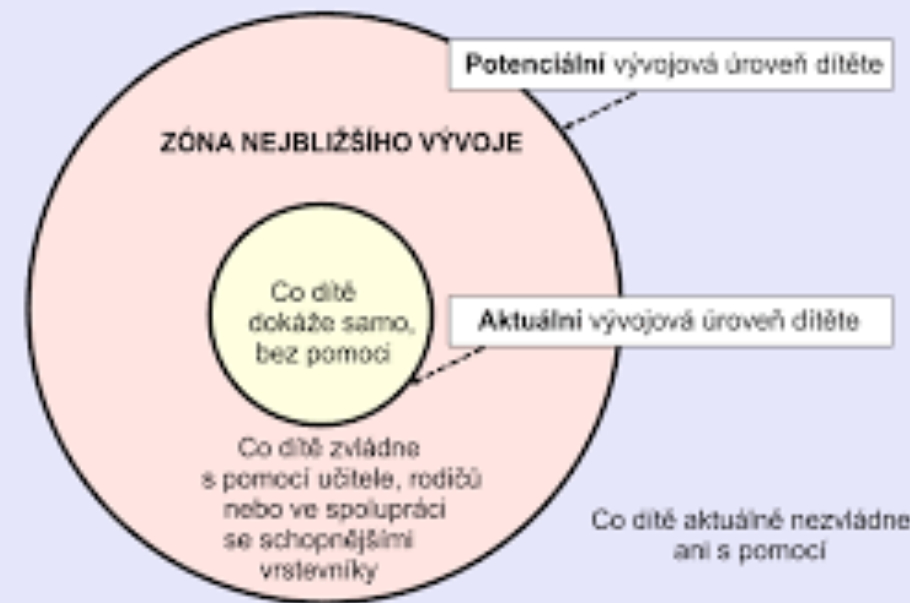 Potenciální vývojová úroveň dítěte
ZÓNA NEJBLIŽŠÍHO VÝVOJE
Co dítě
dokáže samo,
bez pomoci
Aktuální vývojová úroveň dítěte
Co dítě zvládne
s pomocí učitele, rodičů
nebo ve spolupráci
se schopnějšími
vrstevníky
Co dítě aktuálně nezvládne
ani s pomocí